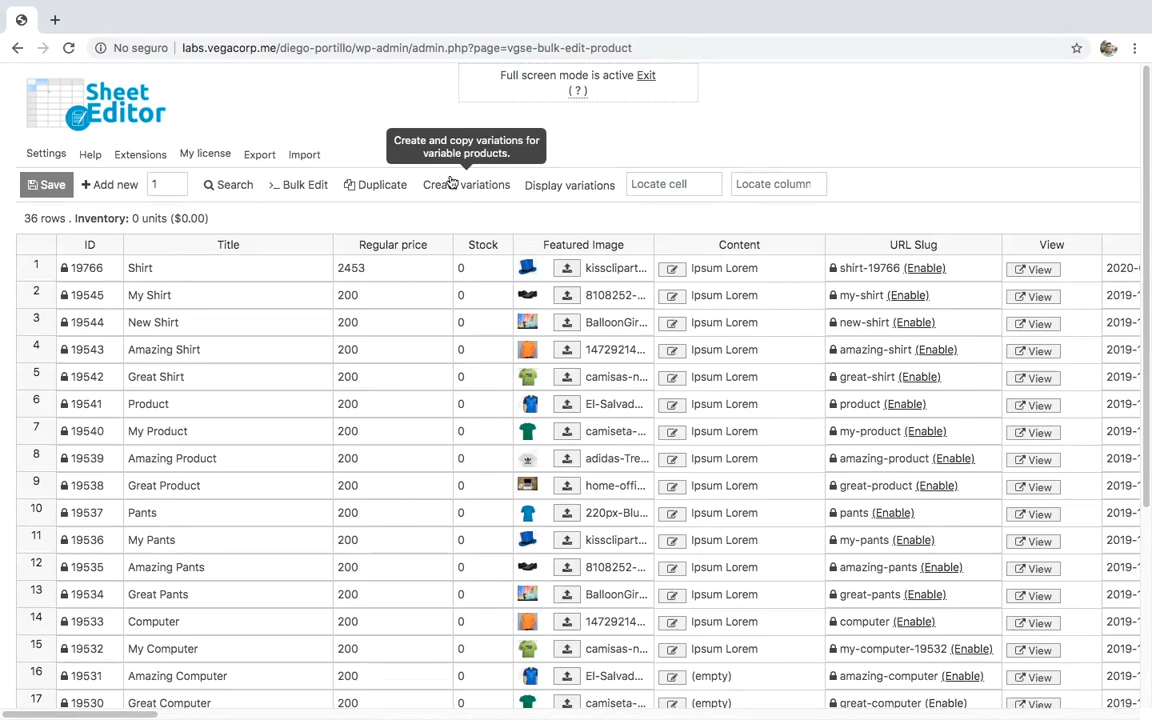 No seguro labs.vegacorp.me/diego-portillo/wp-admin/admin.php?page=vgse-bulk-edit-product
Full screen mode is active Exit
( ? )
Sheet
Editor
Create and copy variations for
variable products.
Settings Help Extensions My license Export Import
Save Add new 1 Search Bulk Edit Duplicate Create variations Display variations Locate cell Locate column
36 rows . Inventory: 0 units ($0.00)
ID Title Regular price Stock Featured Image Content URL Slug View
1 19766 Shirt 2453 0 kissclipart... Ipsum Lorem shirt-19766 (Enable) View 2020-
2 19545 My Shirt 200 0 8108252-... Ipsum Lorem my-shirt (Enable) View 2019-1
3 19544 New Shirt 200 0 BalloonGir... Ipsum Lorem new-shirt (Enable) View 2019-1
4 19543 Amazing Shirt 200 0 14729214... Ipsum Lorem amazing-shirt (Enable) View 2019-1
5 19542 Great Shirt 200 0 camisas-n... Ipsum Lorem great-shirt (Enable) View 2019-1
6 19541 Product 200 0 El-Salvad... Ipsum Lorem product (Enable) View 2019-1
7 19540 My Product 200 0 camiseta-... Ipsum Lorem my-product (Enable) View 2019-1
8 19539 Amazing Product 200 0 adidas-Tre... Ipsum Lorem amazing-product (Enable) View 2019-1
9 19538 Great Product 200 0 home-offi... Ipsum Lorem great-product (Enable) View 2019-1
10 19537 Pants 200 0 220px-Blu... Ipsum Lorem pants (Enable) View 2019-1
11 19536 My Pants 200 0 kissclipart... Ipsum Lorem my-pants (Enable) View 2019-1
12 19535 Amazing Pants 200 0 8108252-... Ipsum Lorem amazing-pants (Enable) View 2019-1
13 19534 Great Pants 200 0 BalloonGir... Ipsum Lorem great-pants (Enable) View 2019-1
14 19533 Computer 200 0 14729214... Ipsum Lorem computer (Enable) View 2019-1
15 19532 My Computer 200 0 camisas-n... Ipsum Lorem my-computer-19532 (Enable) View 2019-1
16 19531 Amazing Computer 200 0 El-Salvad... (empty) amazing-computer (Enable) View 2019-1
17 19530 Great Computer 200 0 camiseta-... (empty) great-computer (Enable) View 2019-1